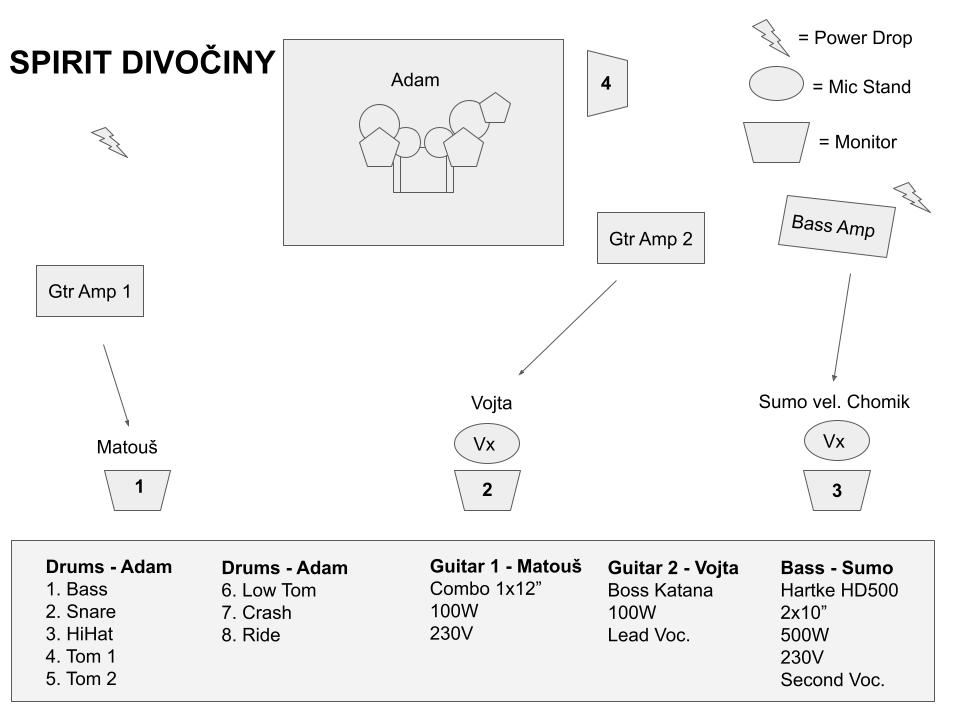 SPIRIT DIVOČINY
Adam
4
= Power Drop
= Mic Stand
= Monitor
Gtr Amp 1
Gtr Amp 2
Bass Amp
Matouš
1
Vojta
Vx
2
Sumo vel. Chomik
Vx
3
Drums - Adam
1. Bass
2. Snare
3. HiHat
4. Tom 1
5. Tom 2
Drums - Adam
6. Low Tom
7. Crash
8. Ride
Guitar 1 - Matouš
Combo 1x12”
100W
230V
Guitar 2 - Vojta
Boss Katana
100W
Lead Voc.
Bass - Sumo
Hartke HD500
2x10”
500W
230V
Second Voc.